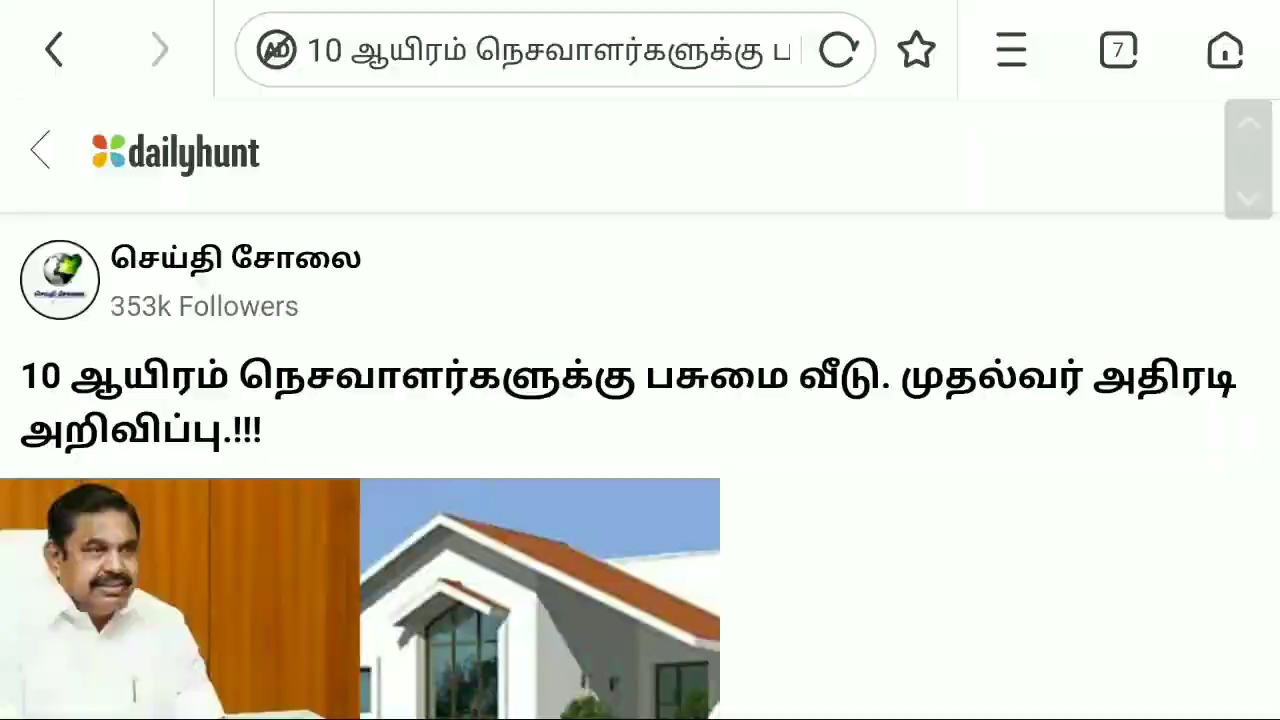 10 ஆயிரம் நெசவாளர்களுக்கு ப
7
dailyhunt
செய்தி சோலை
353k Followers
10 ஆயிரம் நெசவாளர்களுக்கு பசுமை வீடு. முதல்வர் அதிரடி
அறிவிப்பு.!!!